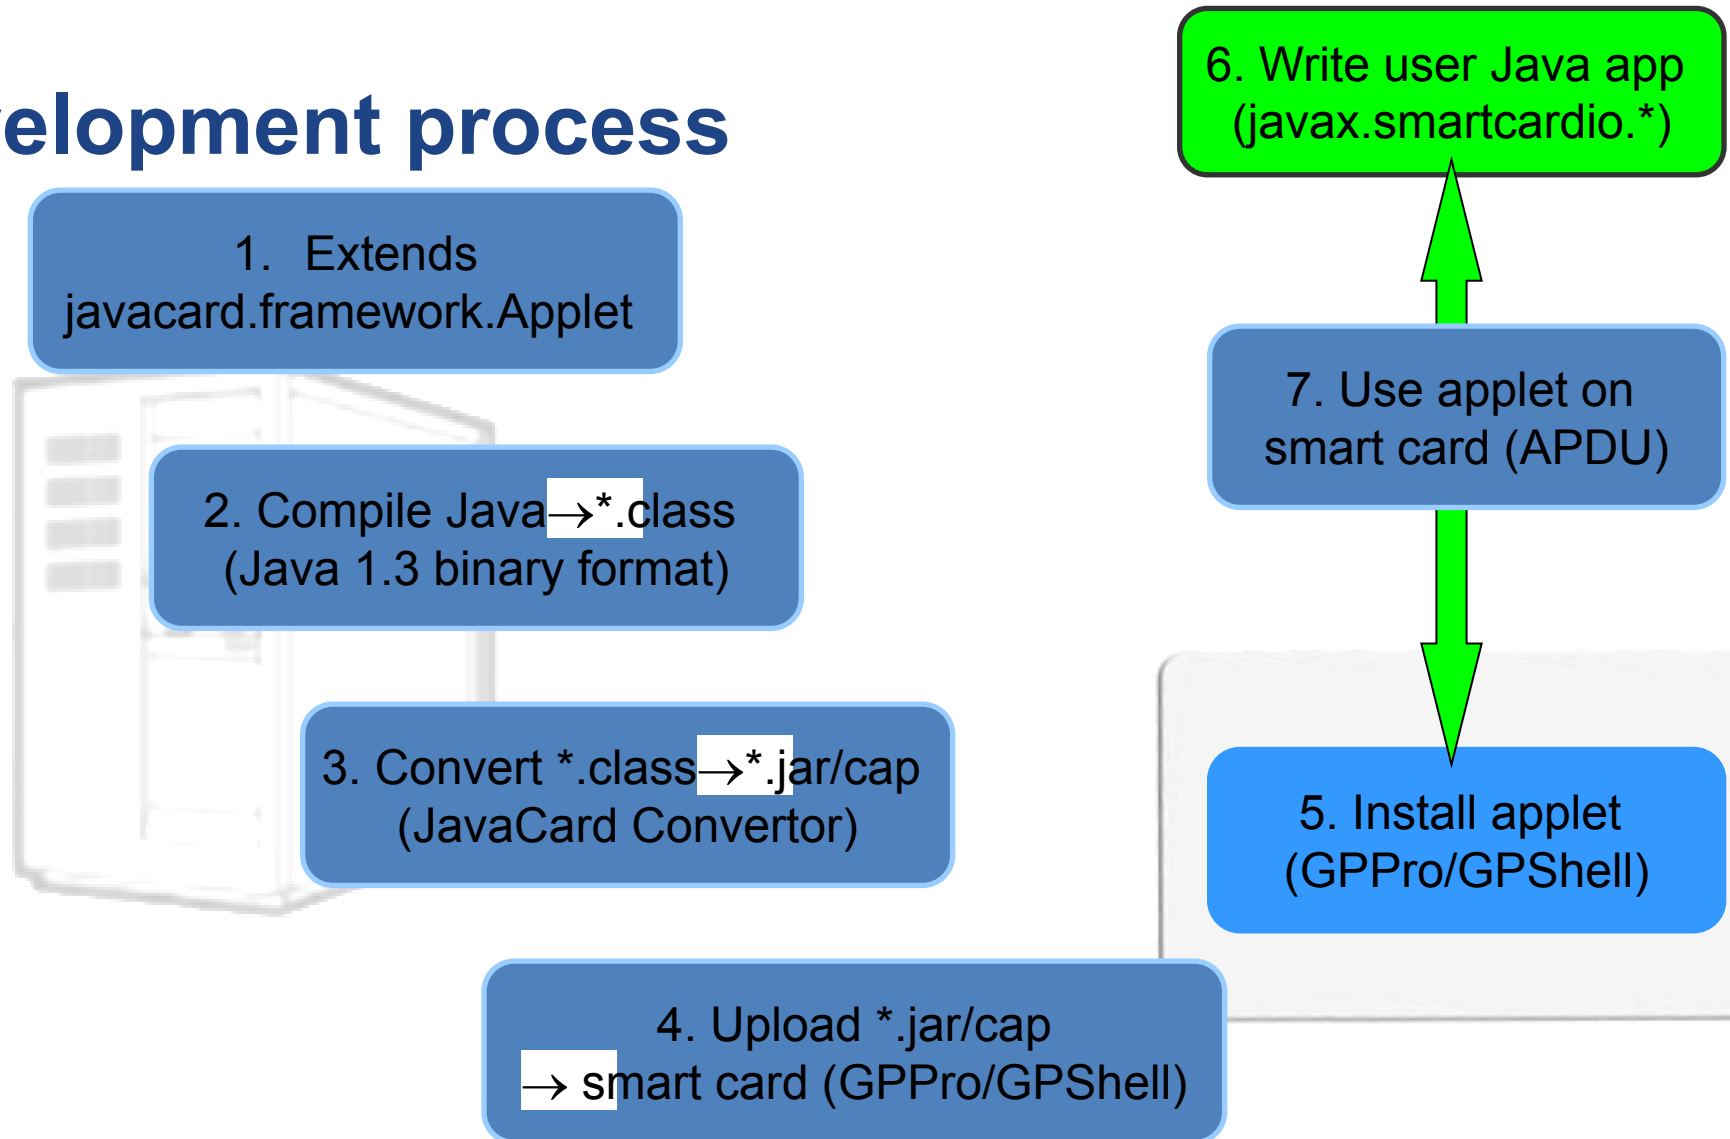 velopment process
1. Extends
javacard.framework.Applet
2. Compile Java→*.class
(Java 1.3 binary format)
3. Convert *.class→*.jar/cap
(JavaCard Convertor)
4. Upload *.jar/cap
→ smart card (GPPro/GPShell)
5. Install applet
(GPPro/GPShell)
6. Write user Java app
(javax.smartcardio.*)
7. Use applet on
smart card (APDU)